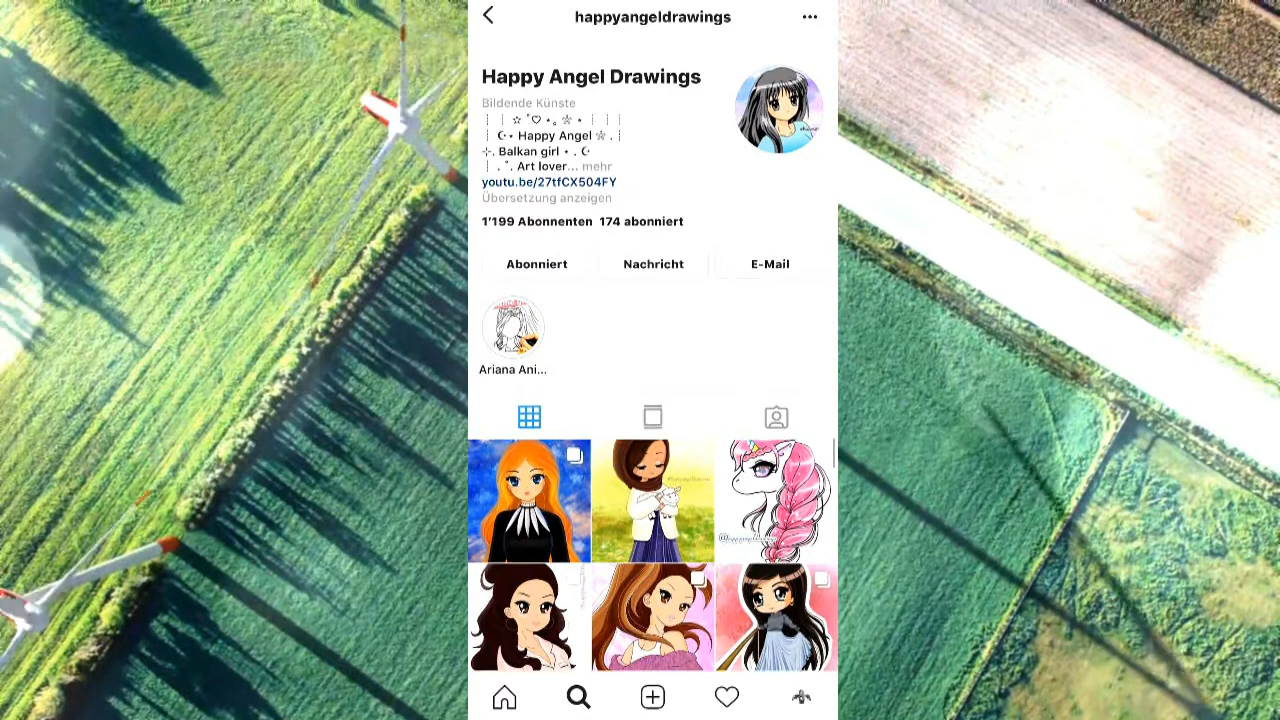 happyangeldrawings
Happy Angel Drawings
Bildende Künste
Happy Angel
Balkan girl
Art lover... mehr
youtu.be/27tfCX504FY
Übersetzung anzeigen
1'199 Abonnenten 174 abonniert
Abonniert Nachricht E-Mail
Ariana Ani...